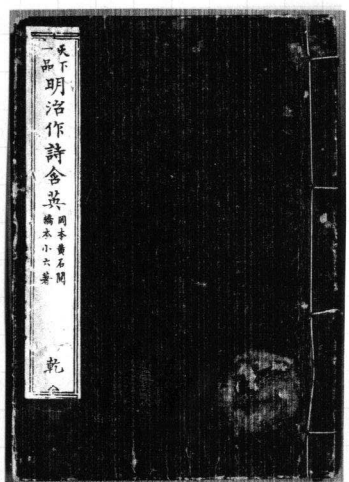 天下一品
明治作詩含英
岡本黄石閲
橋本小六著
乾